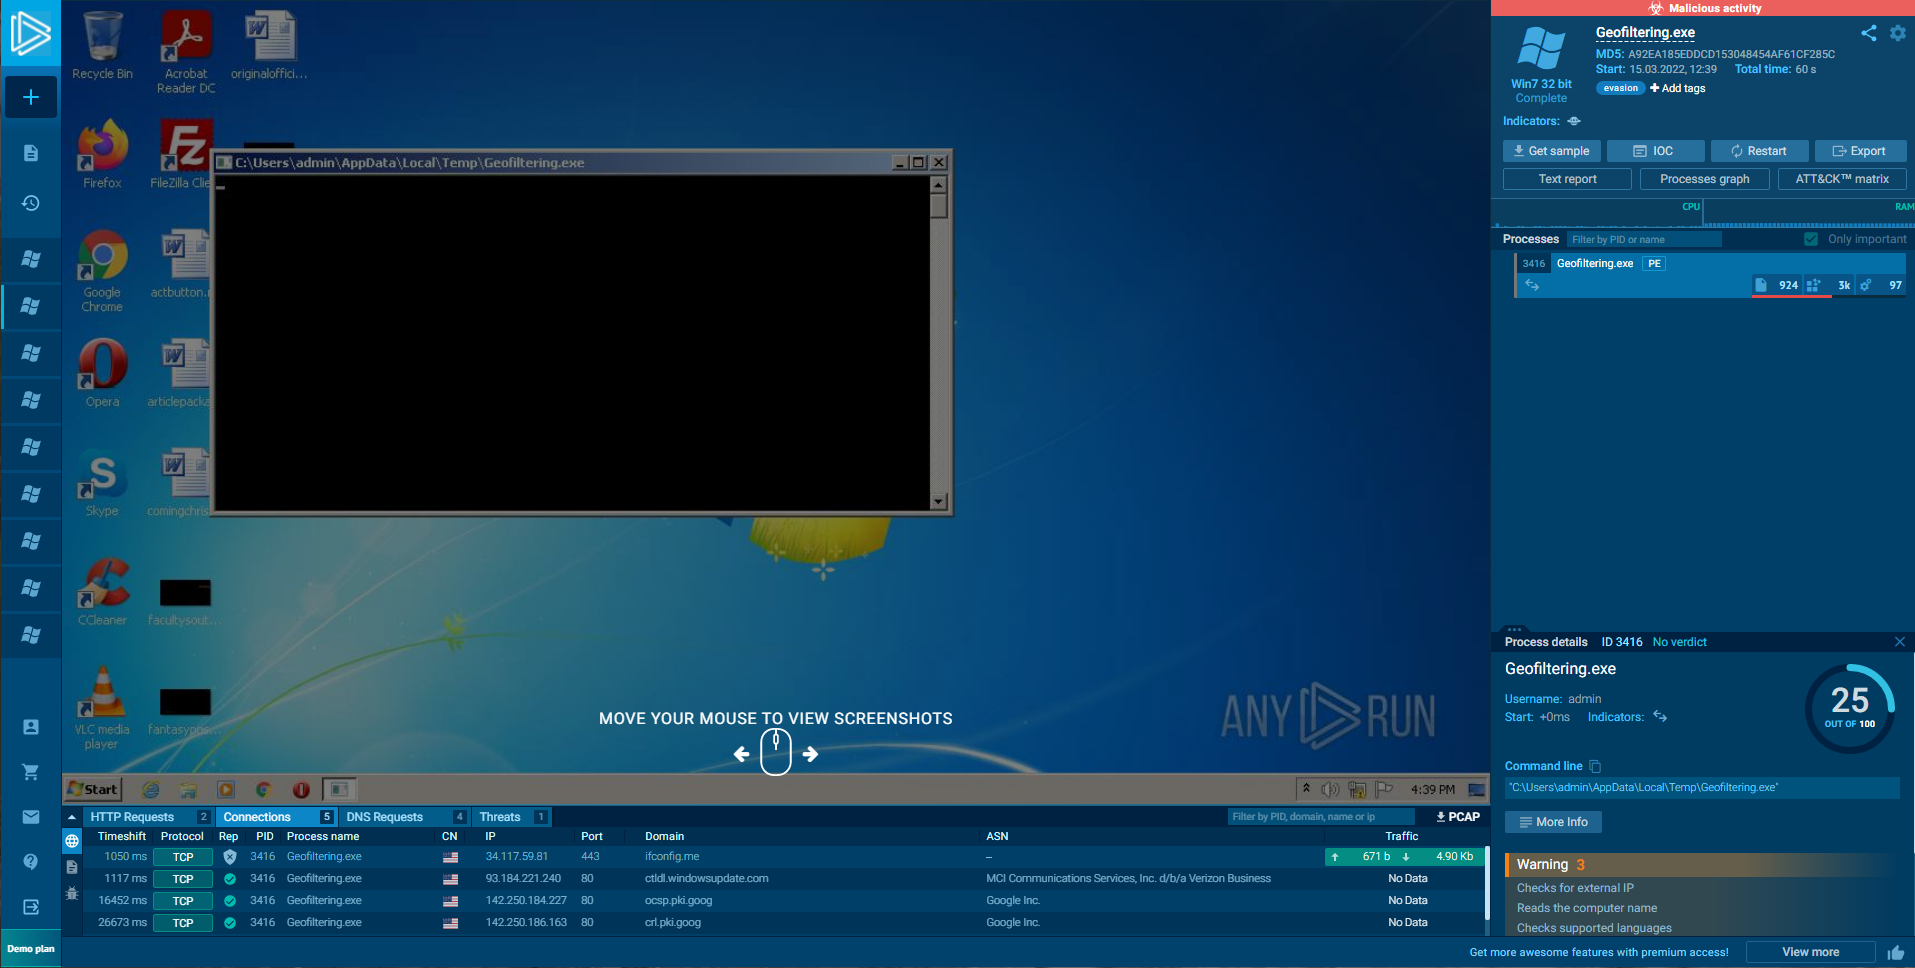 Malicious activity
Recycle Bin
Acrobat Reader DC
originaloffici...
Firefox
FileZilla Clie
Google Chrome
actbutton.r
Opera
articlepacka
Skype
comingchris
CCleaner
facultysout...
VLC media player
fantasypps...
C:\Users\admin\AppData\Local\Temp\Geofiltering.exe
MOVE YOUR MOUSE TO VIEW SCREENSHOTS
ANY RUN
Start
4:39 PM
Demo plan
Geofiltering.exe
MD5: A92EA185EDDCD153048454AF61CF285C
Start: 15.03.2022, 12:39 Total time: 60 s
Win7 32 bit
Complete
evasion Add tags
Indicators:
Get sample IOC Restart Export
Text report Processes graph ATT&CK™ matrix
CPU RAM
Processes Filter by PID or name Only important
3416 Geofiltering.exe PE
924 3k 97
Process details ID 3416 No verdict
Geofiltering.exe
Username: admin
Start: +0ms Indicators:
25
OUT OF 100
Command line
"C:\Users\admin\AppData\Local\Temp\Geofiltering.exe"
More Info
Warning 3
Checks for external IP
Reads the computer name
Checks supported languages
HTTP Requests 2 Connections 5 DNS Requests 4 Threats 1 Filter by PID, domain, name or ip PCAP
Timeshift Protocol Rep PID Process name CN IP Port Domain ASN Traffic
1050 ms TCP 3416 Geofiltering.exe 34.117.59.81 443 ifconfig.me – 671 b 4.90 Kb
1117 ms TCP 3416 Geofiltering.exe 93.184.221.240 80 ctldl.windowsupdate.com MCI Communications Services, Inc. d/b/a Verizon Business No Data
16452 ms TCP 3416 Geofiltering.exe 142.250.184.227 80 ocsp.pki.goog Google Inc. No Data
26673 ms TCP 3416 Geofiltering.exe 142.250.186.163 80 crl.pki.goog Google Inc. No Data
Get more awesome features with premium access! View more